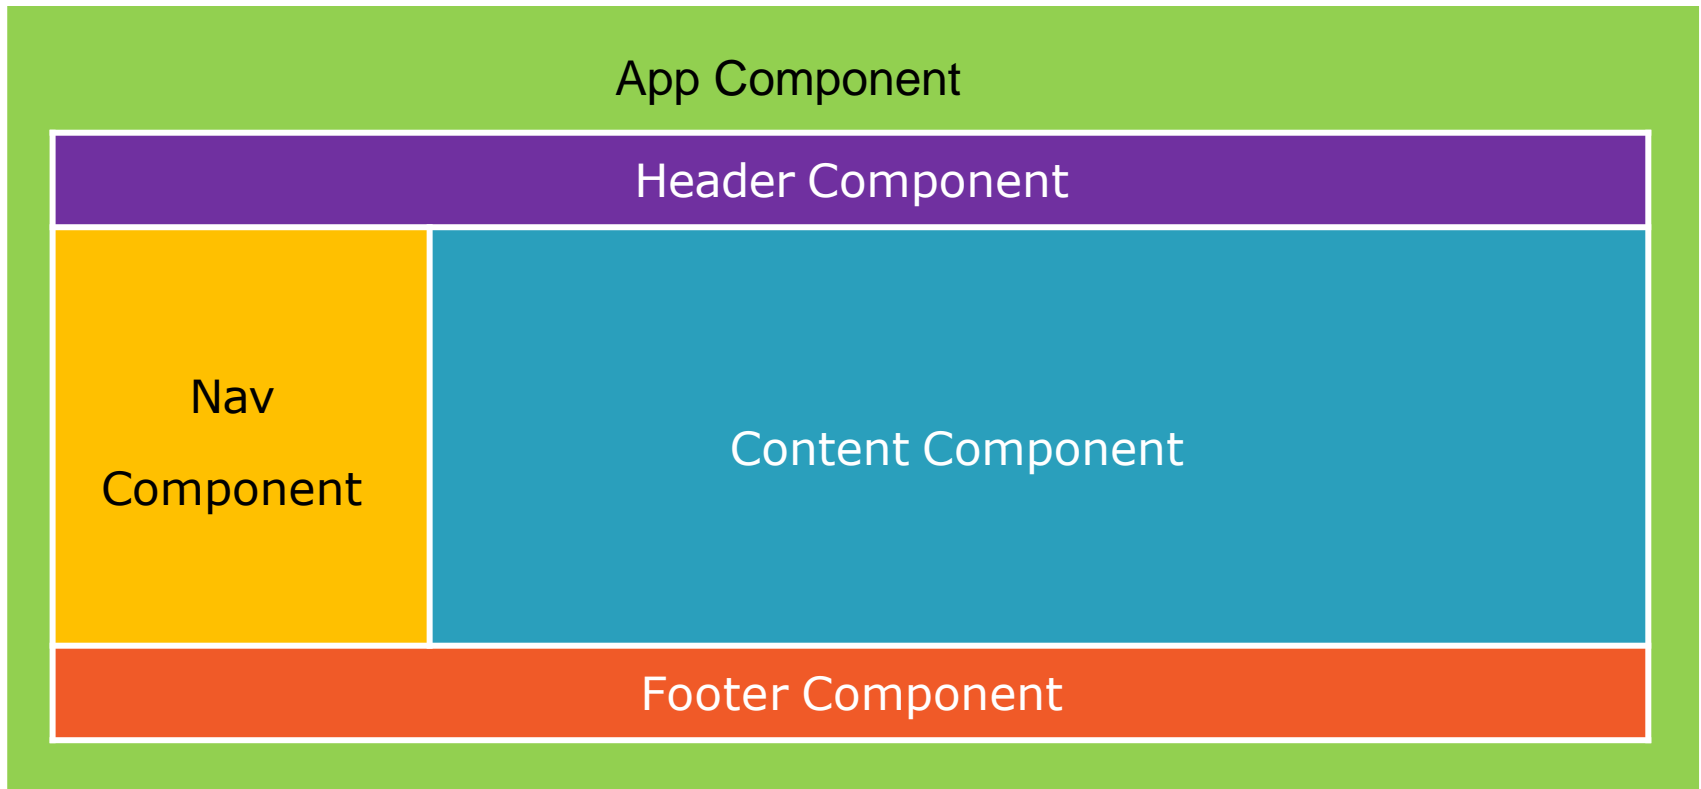 App Component
Header Component
Nav
Component
Content Component
Footer Component